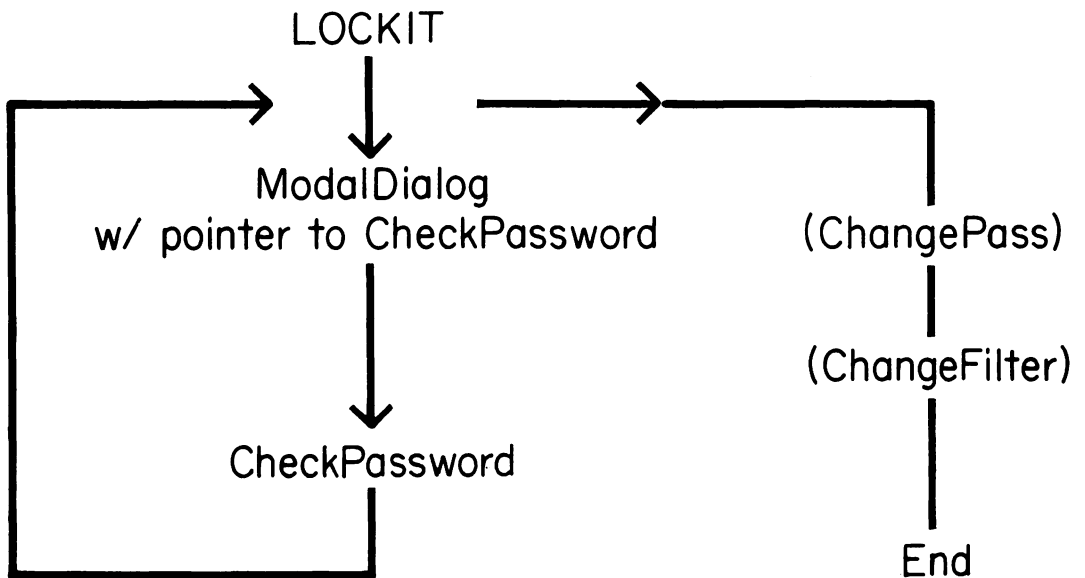 LOCKIT
ModalDialog
w/ pointer to CheckPassword
CheckPassword
(ChangePass)
(ChangeFilter)
End